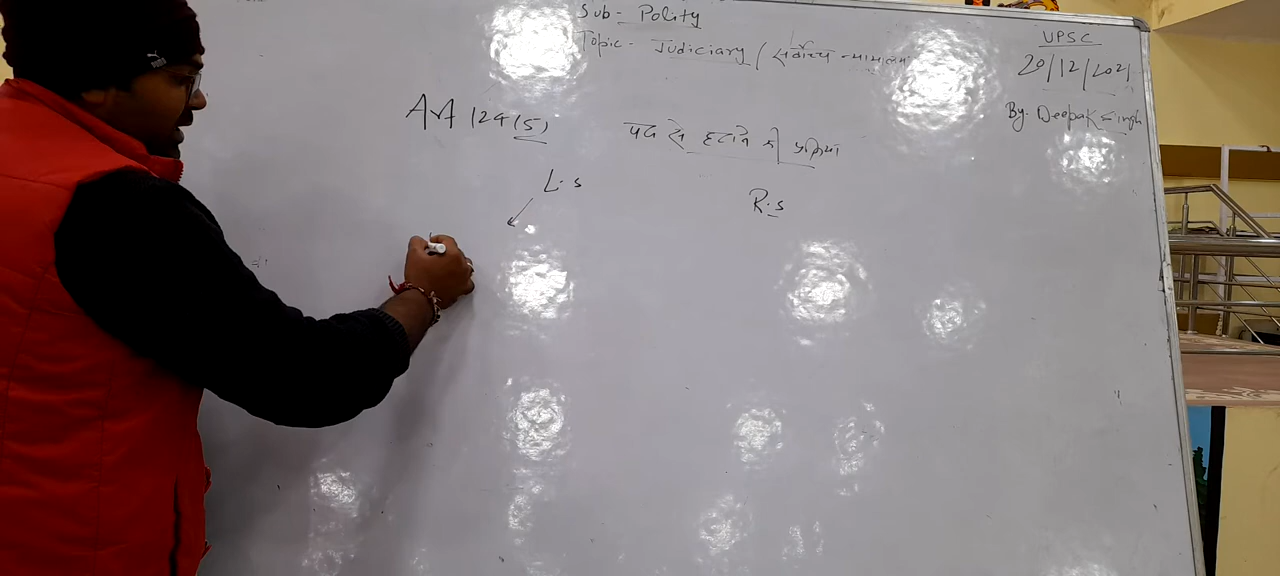 Sub - Polity
Topic - Judiciary / सर्वोच्च न्यायालय
UPSC
20/12/2021
By. Deepak Singh
Art 124 (5)
पद से हटाने की प्रक्रिया
L.S
R.S